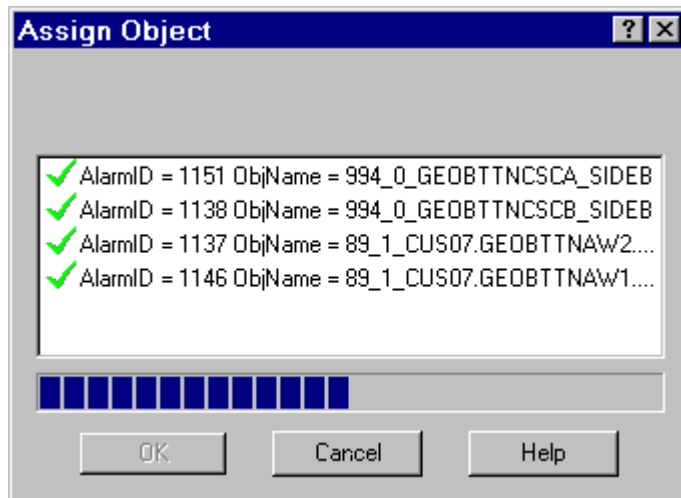 Assign Object
AlarmID = 1151 ObjName = 994_0_GEOBTTNCSCA_SIDEB
AlarmID = 1138 ObjName = 994_0_GEOBTTNCSCB_SIDEB
AlarmID = 1137 ObjName = 89_1_CUS07.GEOBTTNAW2....
AlarmID = 1146 ObjName = 89_1_CUS07.GEOBTTNAW1....
OK Cancel Help